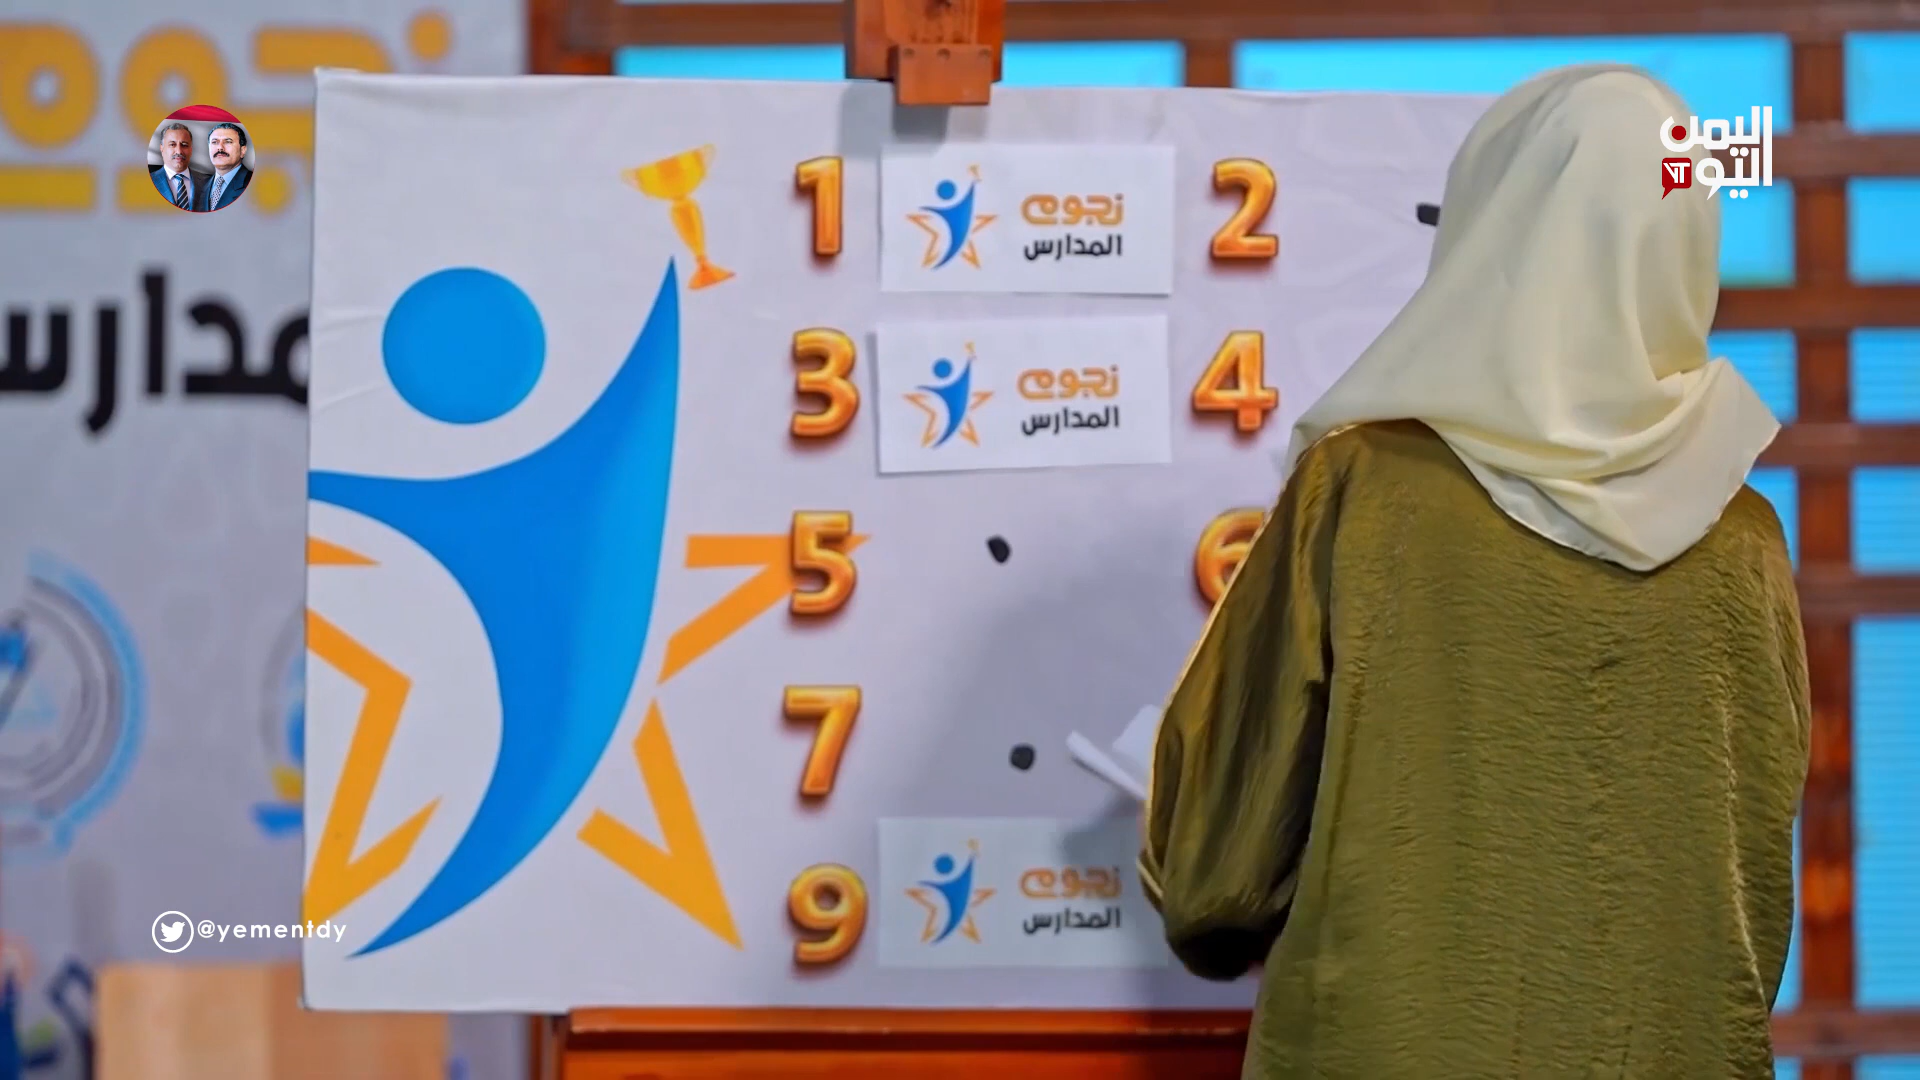 نجوم
مدارس
اليمن
اليوم
YT
1
نجوم
المدارس
2
3
نجوم
المدارس
4
5
6
7
9
نجوم
المدارس
@yementdy